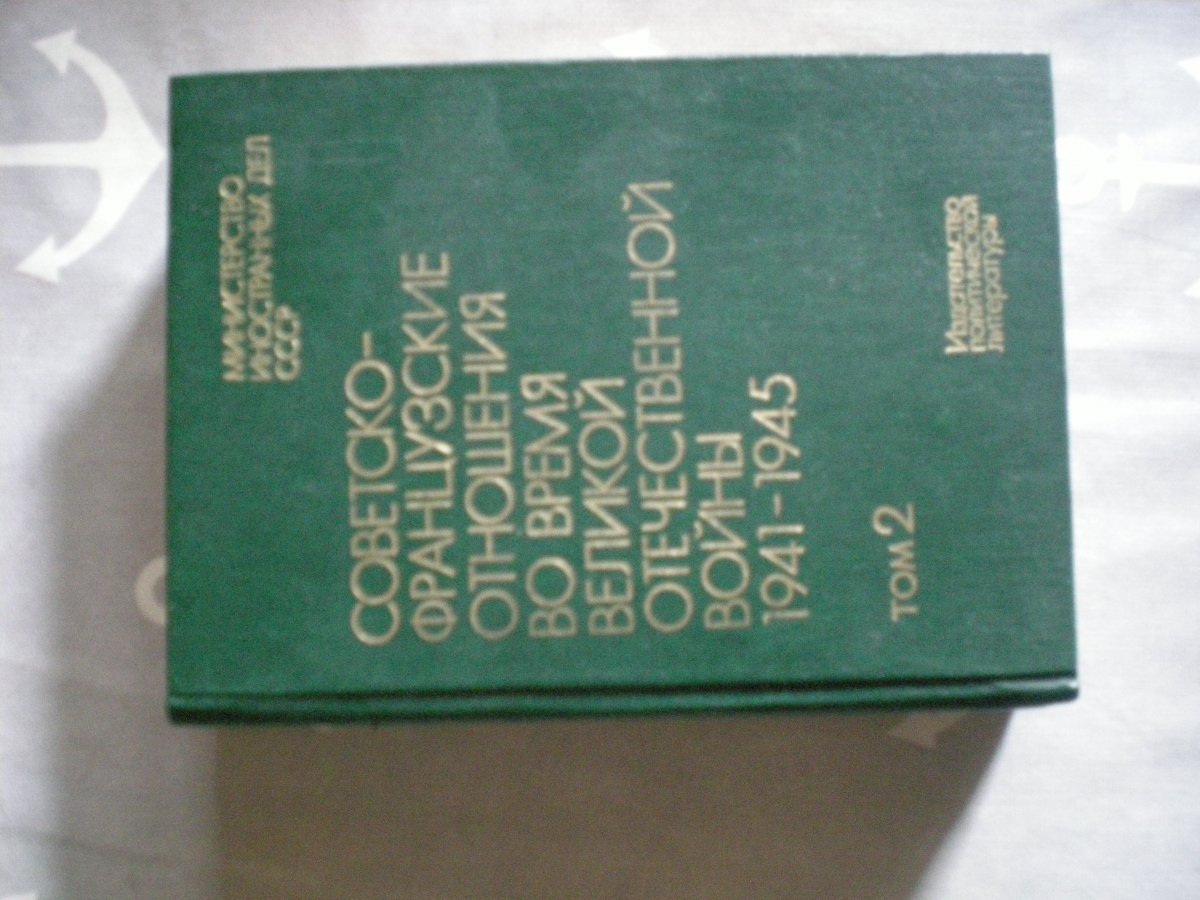 МИНИСТЕРСТВО
ИНОСТРАННЫХ ДЕЛ
СССР
СОВЕТСКО-
ФРАНЦУЗСКИЕ
ОТНОШЕНИЯ
ВО ВРЕМЯ
ВЕЛИКОЙ
ОТЕЧЕСТВЕННОЙ
ВОЙНЫ
1941-1945
ТОМ 2
Издательство
политической
литературы